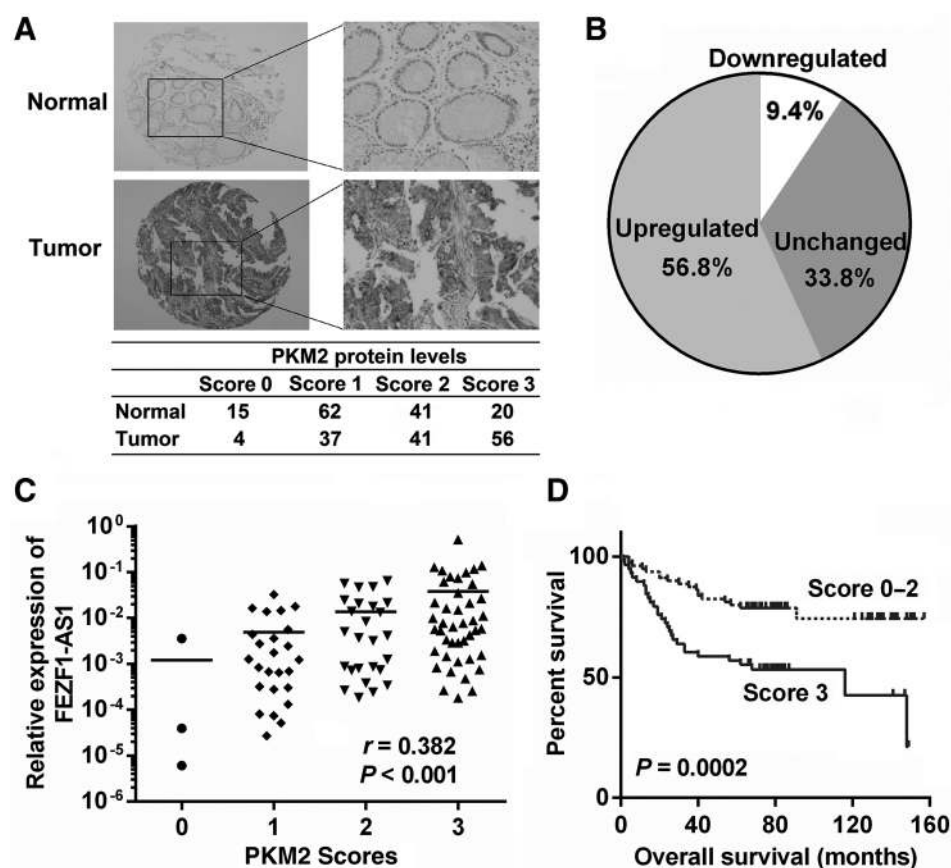 A
Normal
Tumor
PKM2 protein levels
Score 0 Score 1 Score 2 Score 3
Normal 15 62 41 20
Tumor 4 37 41 56
B
Downregulated
9.4%
Upregulated
56.8%
Unchanged
33.8%
C
Relative expression of
FEZF1-AS1
10⁰
10⁻¹
10⁻²
10⁻³
10⁻⁴
10⁻⁵
10⁻⁶
r = 0.382
P < 0.001
0 1 2 3
PKM2 Scores
D
Percent survival
100
50
0
Score 0–2
Score 3
P = 0.0002
0 40 80 120 160
Overall survival (months)